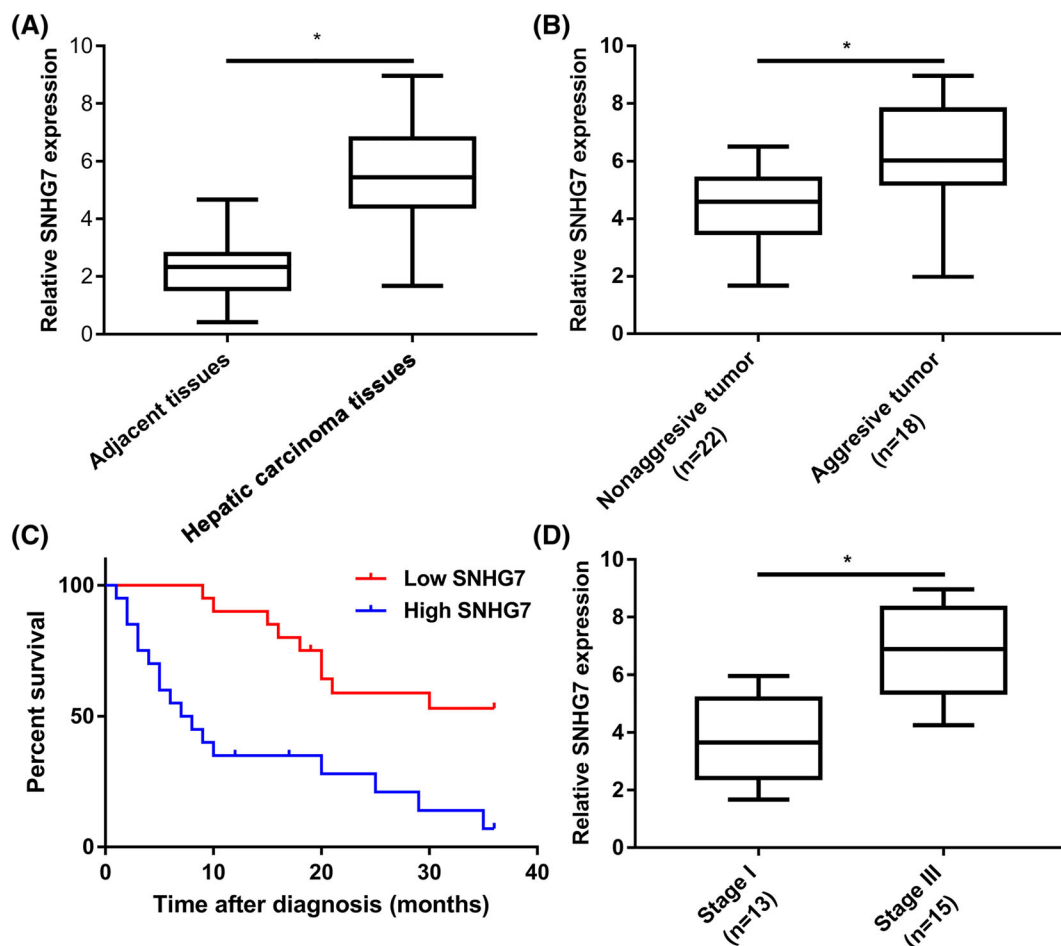 (A)
*
Relative SNHG7 expression
10
8
6
4
2
0
Adjacent tissues
Hepatic carcinoma tissues
(B)
*
Relative SNHG7 expression
10
8
6
4
2
0
Nonaggresive tumor
(n=22)
Aggresive tumor
(n=18)
(C)
Percent survival
100
50
0
Low SNHG7
High SNHG7
0
10
20
30
40
Time after diagnosis (months)
(D)
*
Relative SNHG7 expression
10
8
6
4
2
0
Stage I
(n=13)
Stage III
(n=15)